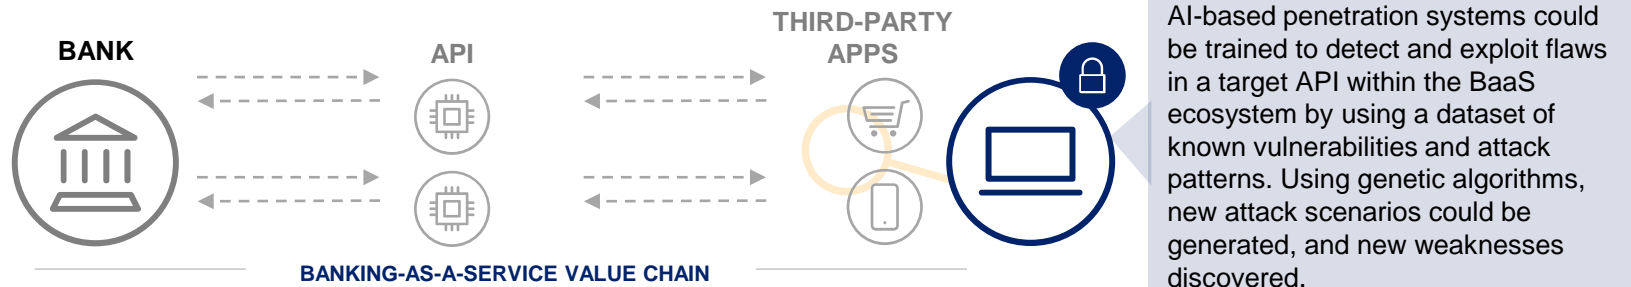 BANK
API
THIRD-PARTY
APPS
BANKING-AS-A-SERVICE VALUE CHAIN
AI-based penetration systems could
be trained to detect and exploit flaws
in a target API within the BaaS
ecosystem by using a dataset of
known vulnerabilities and attack
patterns. Using genetic algorithms,
new attack scenarios could be
generated, and new weaknesses
discovered.